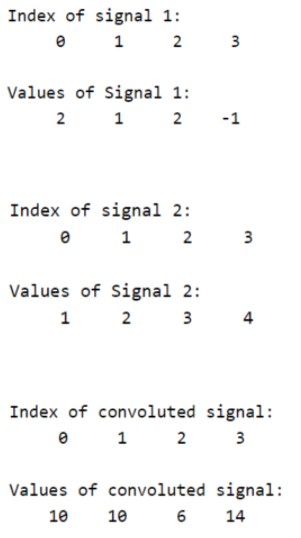 Index of signal 1:
0 1 2 3
Values of Signal 1:
2 1 2 -1
Index of signal 2:
0 1 2 3
Values of Signal 2:
1 2 3 4
Index of convoluted signal:
0 1 2 3
Values of convoluted signal:
10 10 6 14